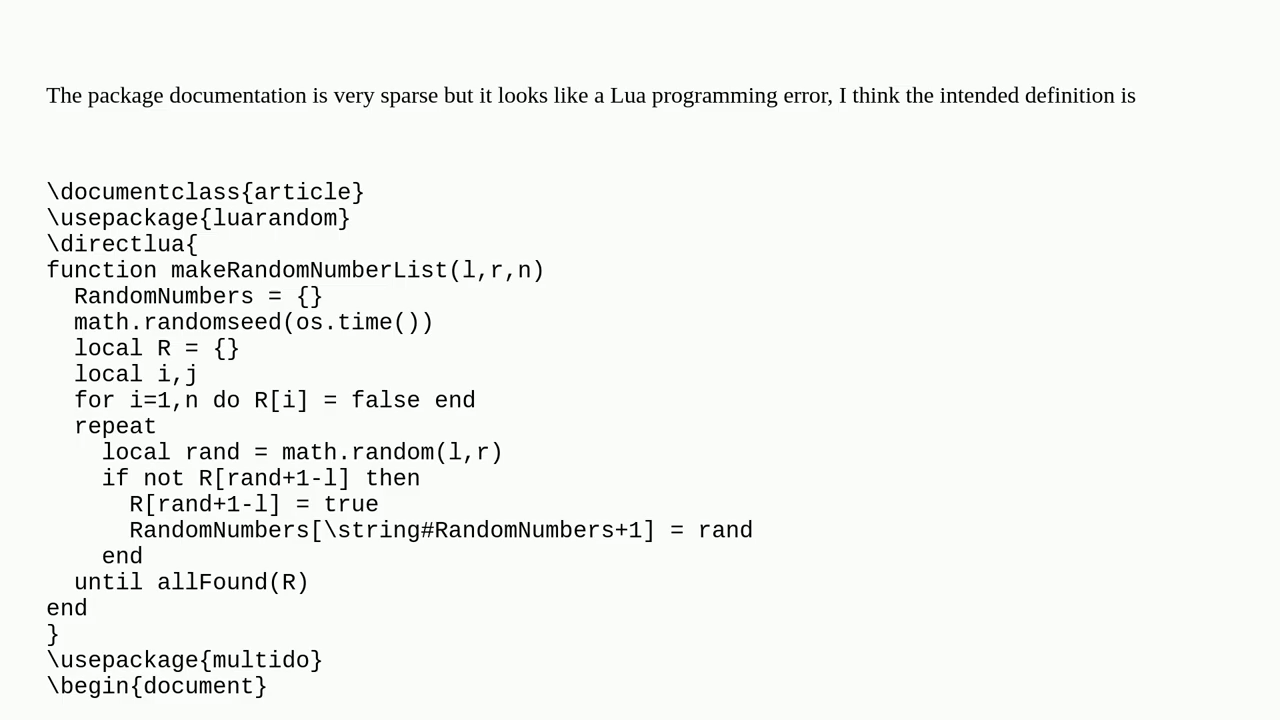 The package documentation is very sparse but it looks like a Lua programming error, I think the intended definition is
\documentclass{article}
\usepackage{luarandom}
\directlua{
function makeRandomNumberList(l,r,n)
  RandomNumbers = {}
  math.randomseed(os.time())
  local R = {}
  local i,j
  for i=1,n do R[i] = false end
  repeat
    local rand = math.random(l,r)
    if not R[rand+1-l] then
      R[rand+1-l] = true
      RandomNumbers[\string#RandomNumbers+1] = rand
    end
  until allFound(R)
end
}
\usepackage{multido}
\begin{document}